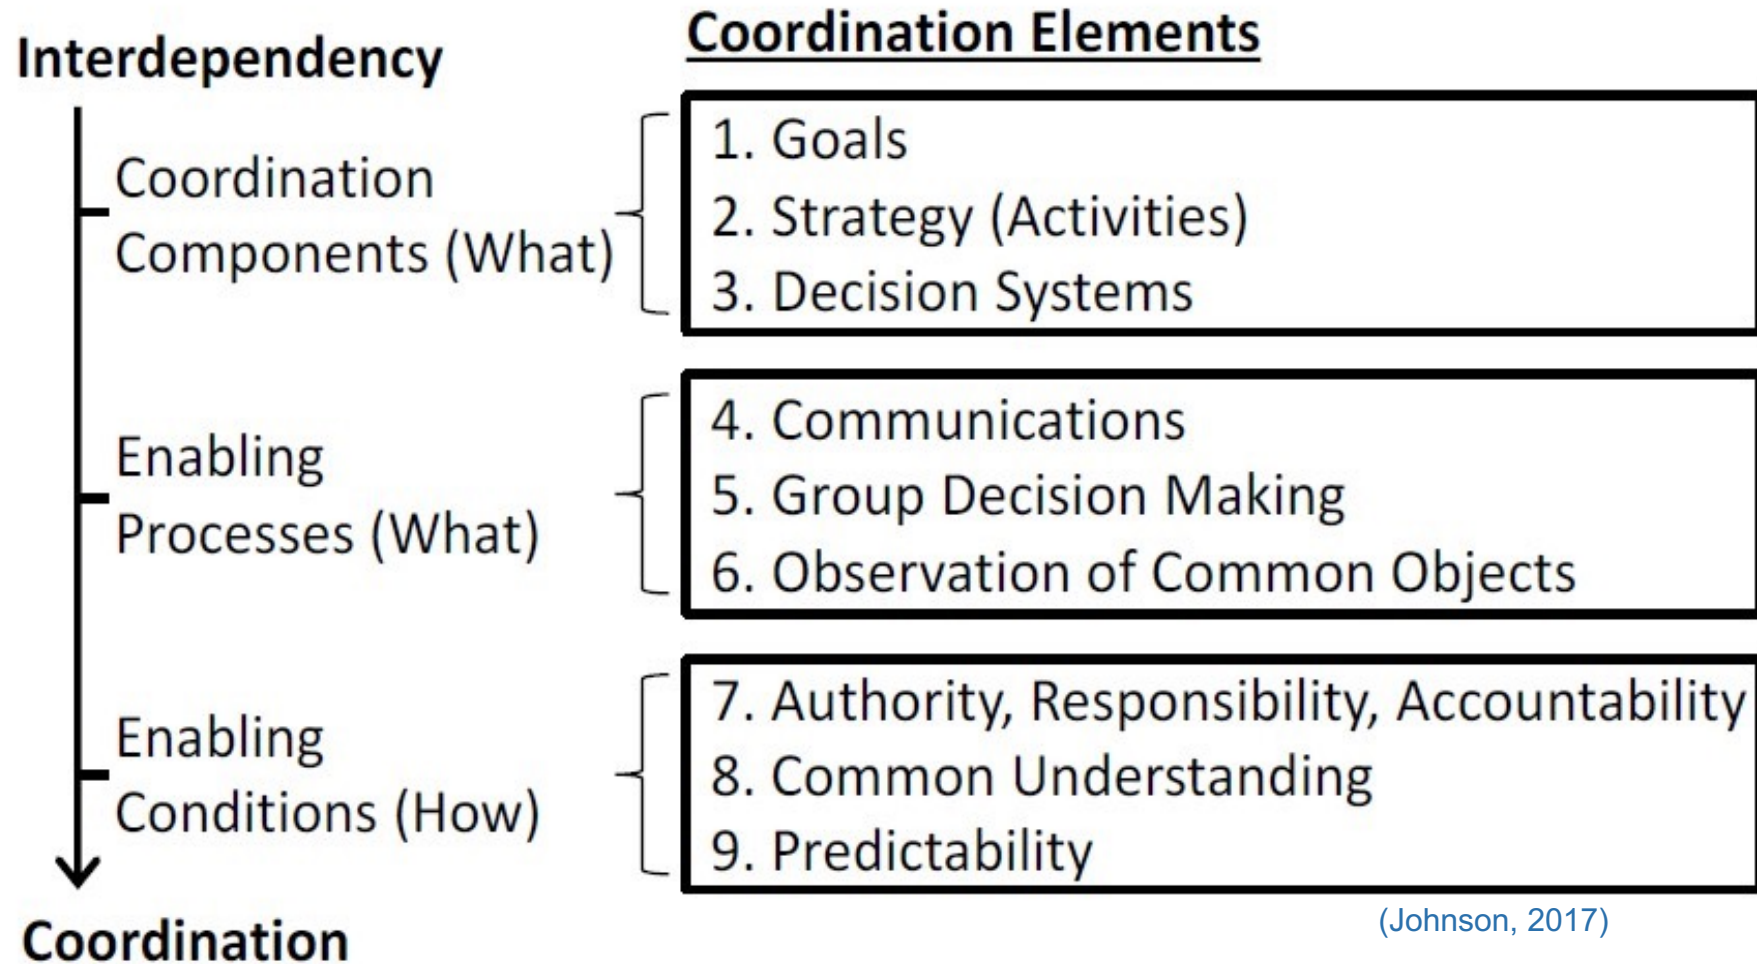 Interdependency
Coordination Elements
Coordination
Components (What)
1. Goals
2. Strategy (Activities)
3. Decision Systems
Enabling
Processes (What)
4. Communications
5. Group Decision Making
6. Observation of Common Objects
Enabling
Conditions (How)
7. Authority, Responsibility, Accountability
8. Common Understanding
9. Predictability
(Johnson, 2017)
Coordination